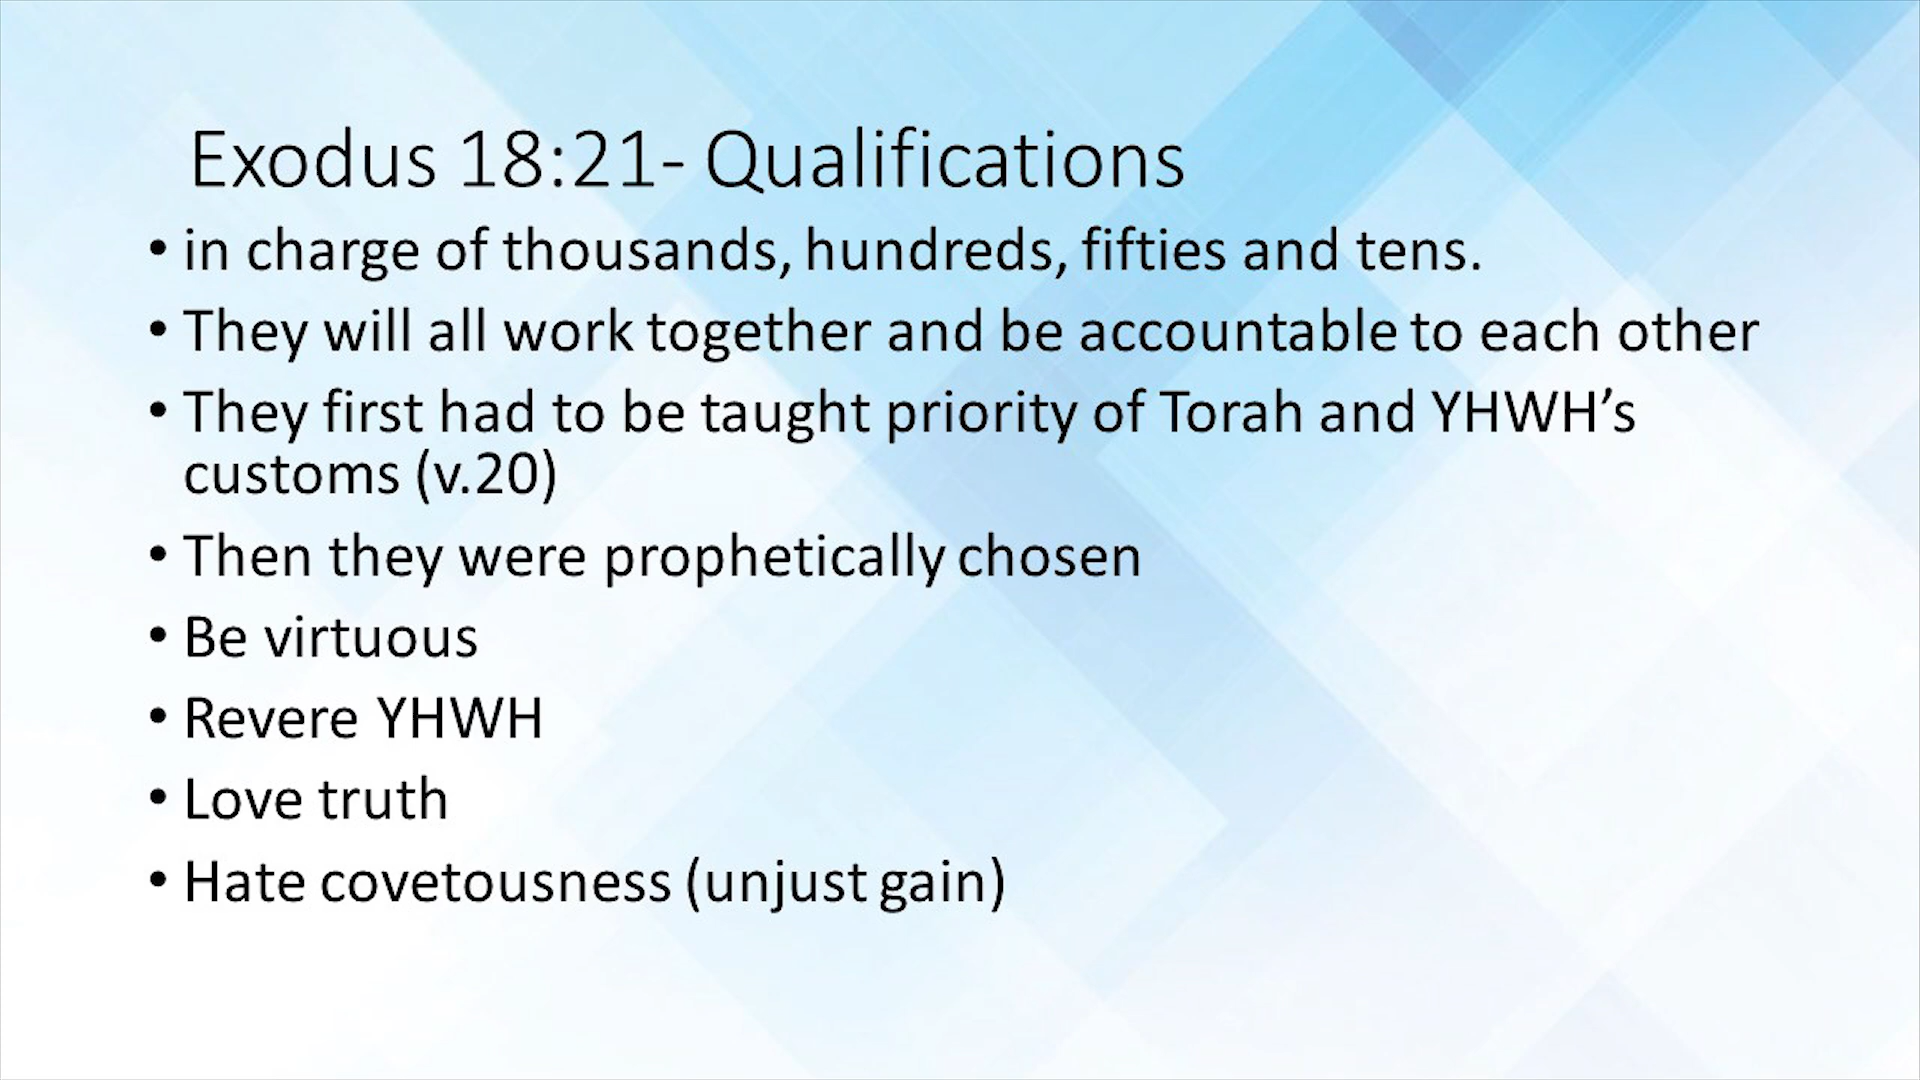 Exodus 18:21- Qualifications
• in charge of thousands, hundreds, fifties and tens.
• They will all work together and be accountable to each other
• They first had to be taught priority of Torah and YHWH’s
customs (v.20)
• Then they were prophetically chosen
• Be virtuous
• Revere YHWH
• Love truth
• Hate covetousness (unjust gain)